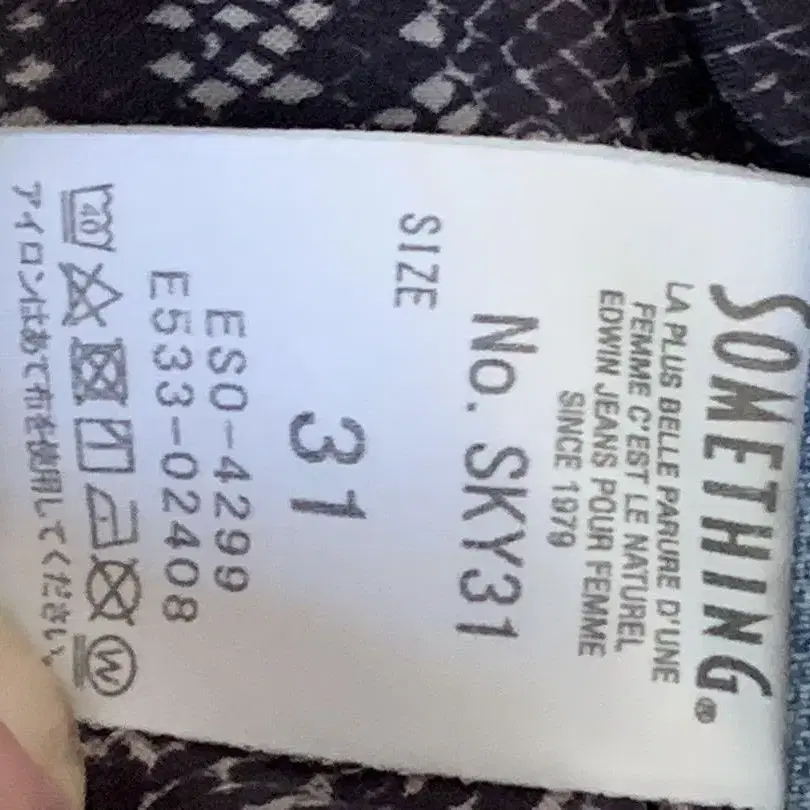 SOMETHING®
LA PLUS BELLE PARURE D'UNE
FEMME C'EST LE NATUREL
EDWIN JEANS POUR FEMME
SINCE 1979
No. SKY31
SIZE
31
ESO-4299
E533-02408
40 W
アイロンはあて布を使用してください。